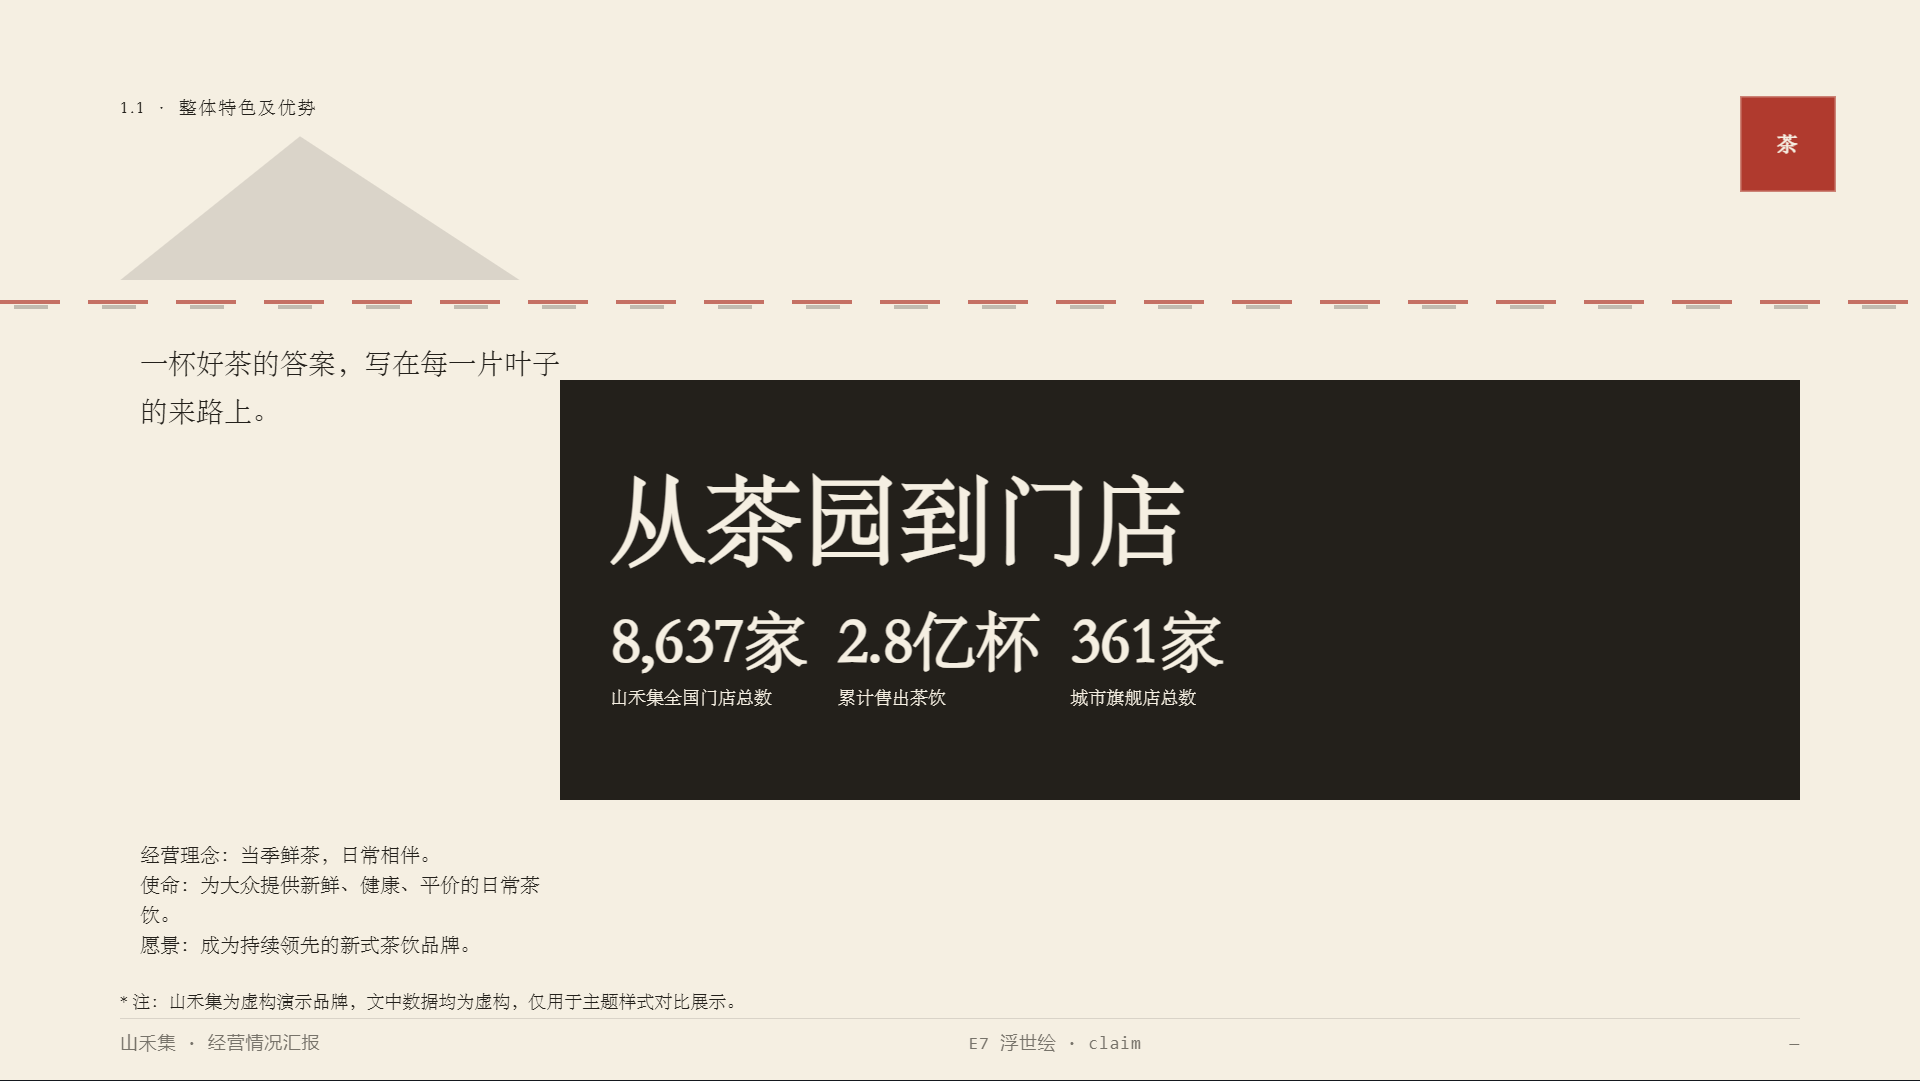 1.1 · 整体特色及优势
茶
一杯好茶的答案，写在每一片叶子
的来路上。
从茶园到门店
8,637家 2.8亿杯 361家
山禾集全国门店总数 累计售出茶饮 城市旗舰店总数
经营理念：当季鲜茶，日常相伴。
使命：为大众提供新鲜、健康、平价的日常茶
饮。
愿景：成为持续领先的新式茶饮品牌。
* 注：山禾集为虚构演示品牌，文中数据均为虚构，仅用于主题样式对比展示。
山禾集 · 经营情况汇报 E7 浮世绘 · claim —